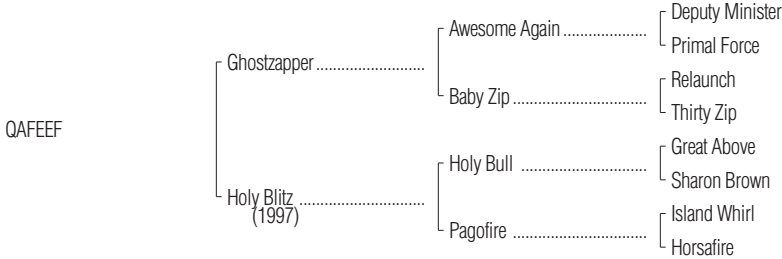 Deputy Minister
Awesome Again ....................
Primal Force
Ghostzapper ..........................
Relaunch
Baby Zip ................................
Thirty Zip
QAFEEF
Great Above
Holy Bull ..............................
Sharon Brown
Holy Blitz ..............................
(1997)
Island Whirl
Pagofire ................................
Horsafire